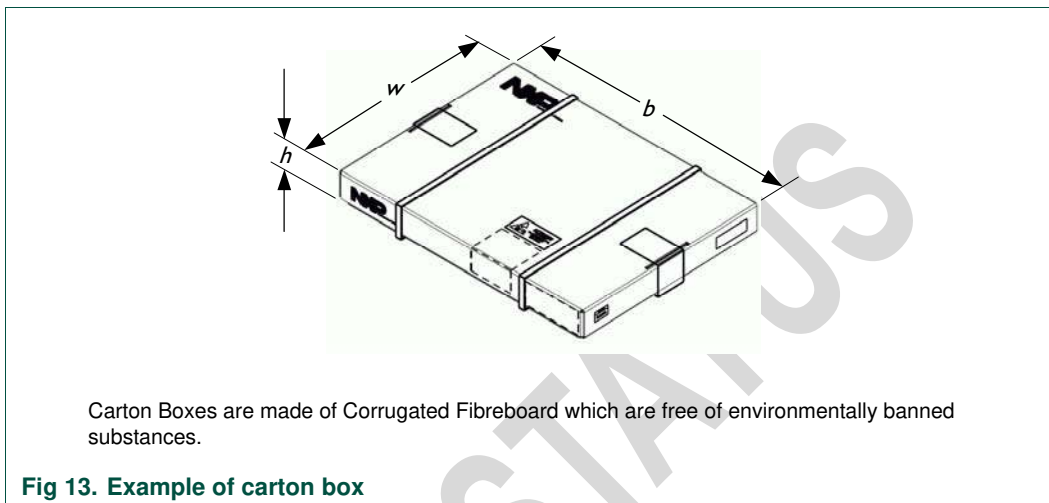 w
b
h
NXP
NXP
Carton Boxes are made of Corrugated Fibreboard which are free of environmentally banned
substances.
Fig 13. Example of carton box
STATUS